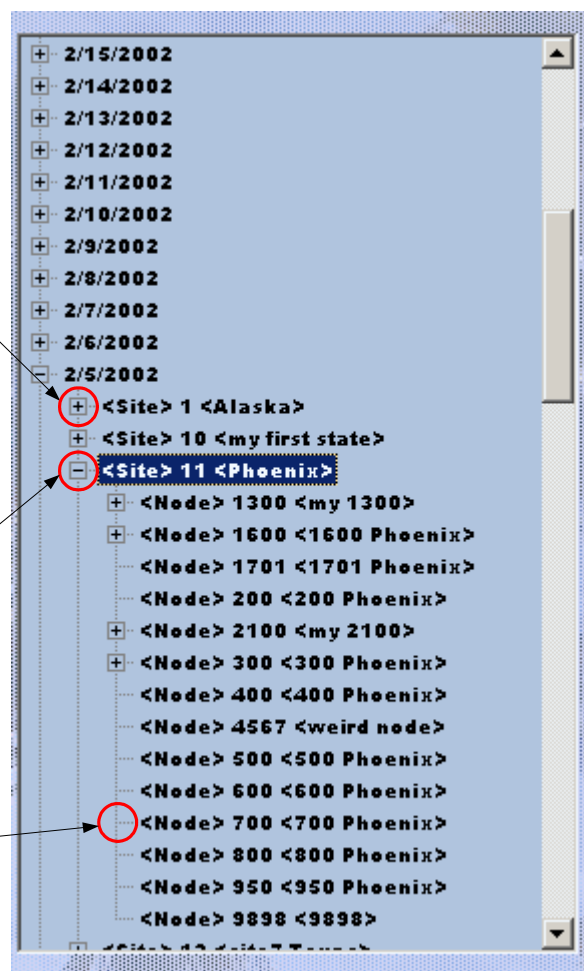 2/15/2002
2/14/2002
2/13/2002
2/12/2002
2/11/2002
2/10/2002
2/9/2002
2/8/2002
2/7/2002
2/6/2002
2/5/2002
<Site> 1 <Alaska>
<Site> 10 <my first state>
<Site> 11 <Phoenix>
<Node> 1300 <my 1300>
<Node> 1600 <1600 Phoenix>
<Node> 1701 <1701 Phoenix>
<Node> 200 <200 Phoenix>
<Node> 2100 <my 2100>
<Node> 300 <300 Phoenix>
<Node> 400 <400 Phoenix>
<Node> 4567 <weird node>
<Node> 500 <500 Phoenix>
<Node> 600 <600 Phoenix>
<Node> 700 <700 Phoenix>
<Node> 800 <800 Phoenix>
<Node> 950 <950 Phoenix>
<Node> 9898 <9898>